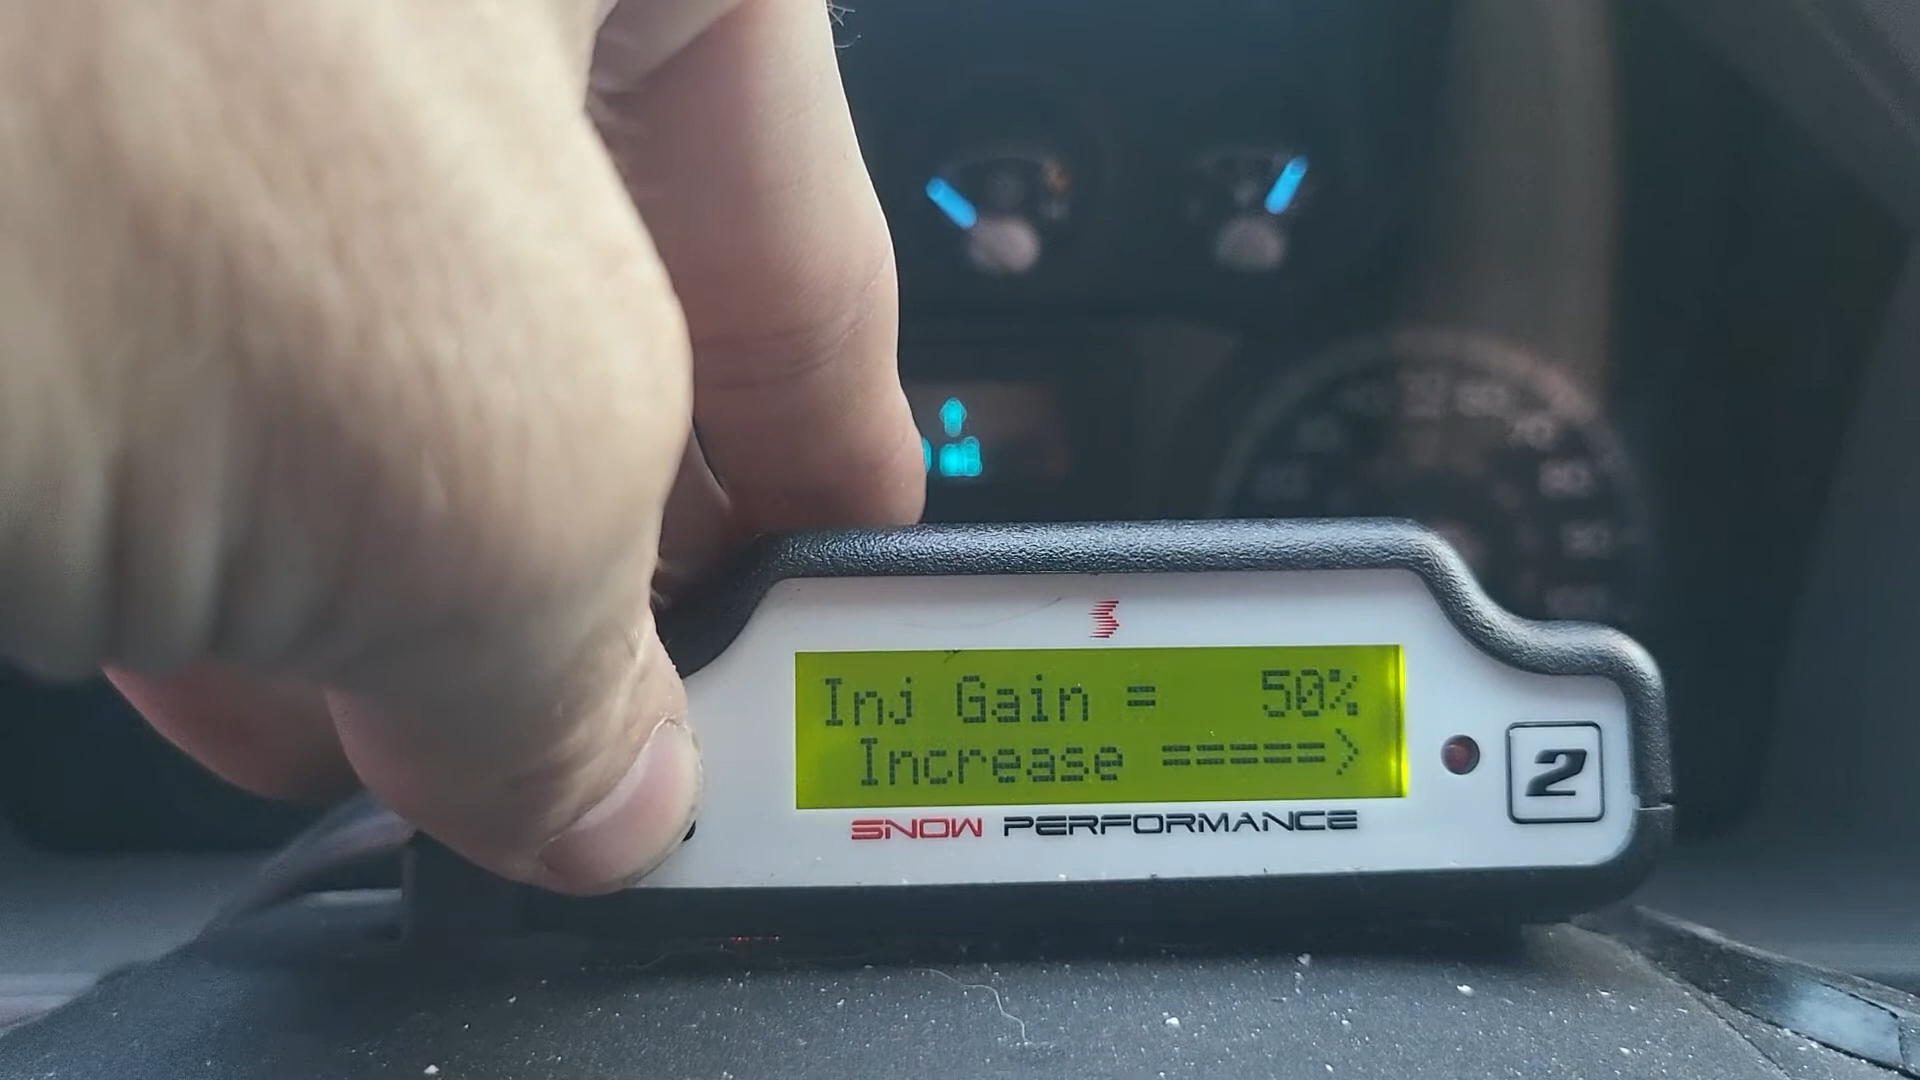 Inj Gain = 50%
Increase =====>
SNOW PERFORMANCE
2